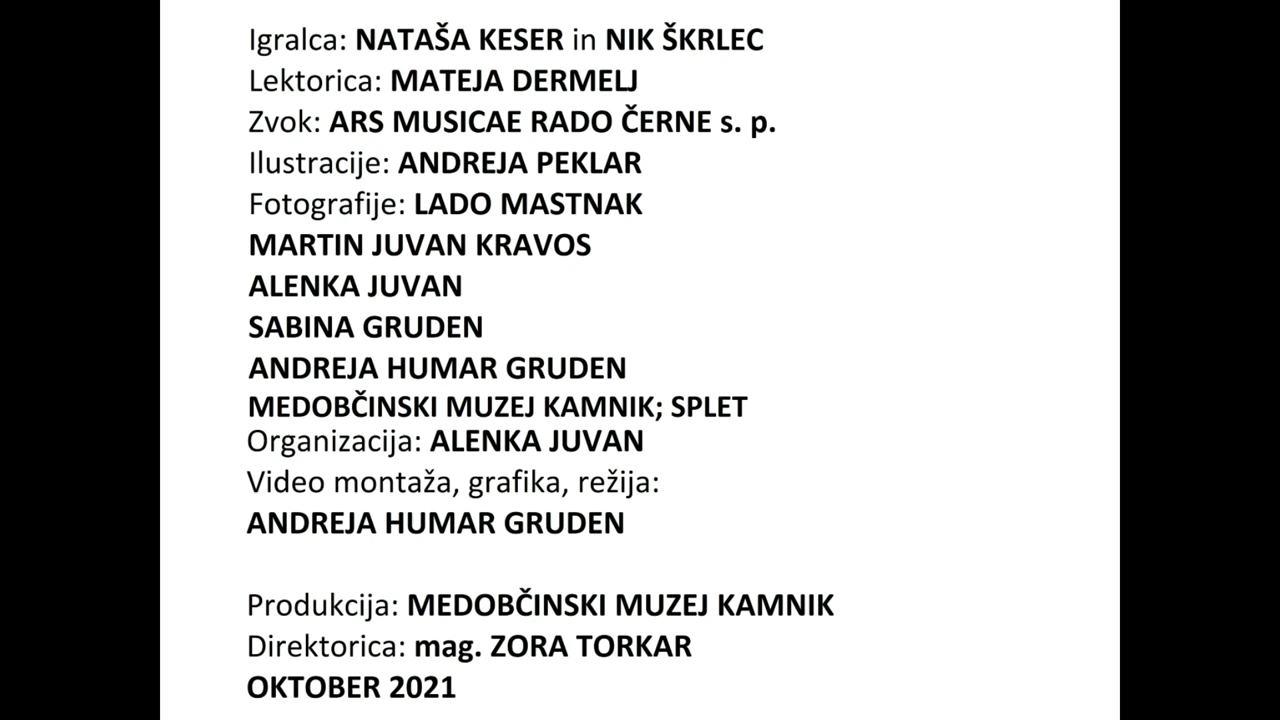 Igralca: NATAŠA KESER in NIK ŠKRLEC
Lektorica: MATEJA DERMELJ
Zvok: ARS MUSICAE RADO ČERNE s. p.
Ilustracije: ANDREJA PEKLAR
Fotografije: LADO MASTNAK
MARTIN JUVAN KRAVOS
ALENKA JUVAN
SABINA GRUDEN
ANDREJA HUMAR GRUDEN
MEDOBČINSKI MUZEJ KAMNIK; SPLET
Organizacija: ALENKA JUVAN
Video montaža, grafika, režija:
ANDREJA HUMAR GRUDEN
Produkcija: MEDOBČINSKI MUZEJ KAMNIK
Direktorica: mag. ZORA TORKAR
OKTOBER 2021